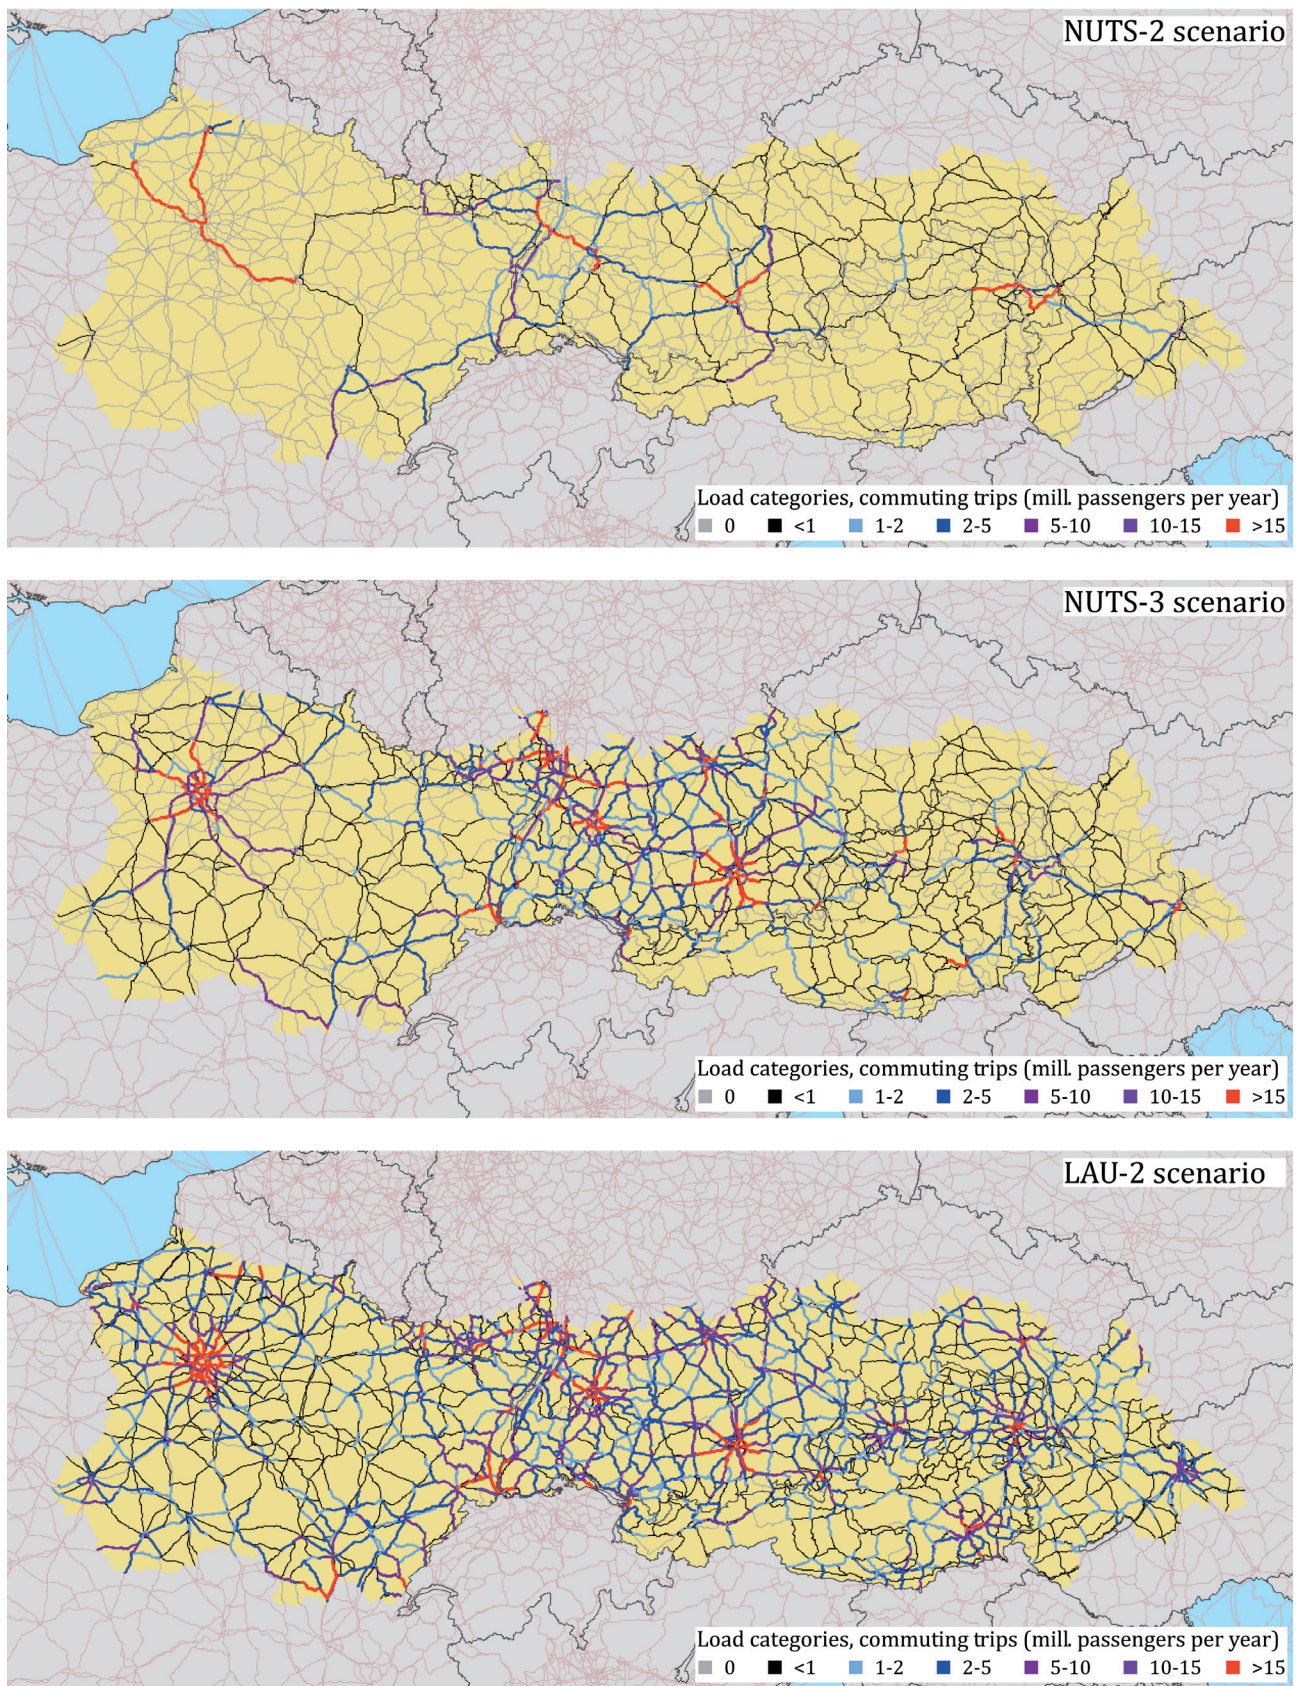 NUTS-2 scenario
Load categories, commuting trips (mill. passengers per year)
0 <1 1-2 2-5 5-10 10-15 >15
NUTS-3 scenario
Load categories, commuting trips (mill. passengers per year)
0 <1 1-2 2-5 5-10 10-15 >15
LAU-2 scenario
Load categories, commuting trips (mill. passengers per year)
0 <1 1-2 2-5 5-10 10-15 >15